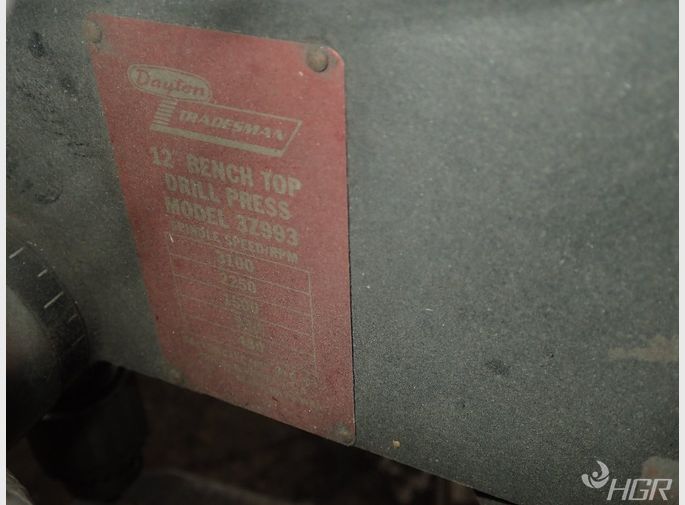 Dayton
TRADESMAN
12" BENCH TOP
DRILL PRESS
MODEL 3Z993
SPINDLE SPEED/RPM
3100
2250
1500
HGR